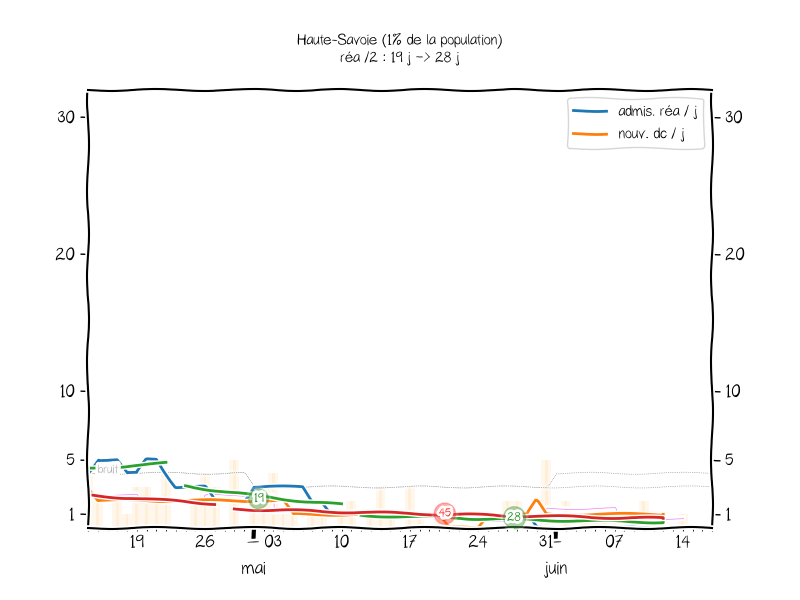 Haute-Savoie (1% de la population)
réa /2 : 19 j -> 28 j
admis. réa / j
nouv. dc / j
30
30
20
20
10
10
5
5
1
1
bruit
19
45
28
19 26 03 10 17 24 31 07 14
mai juin